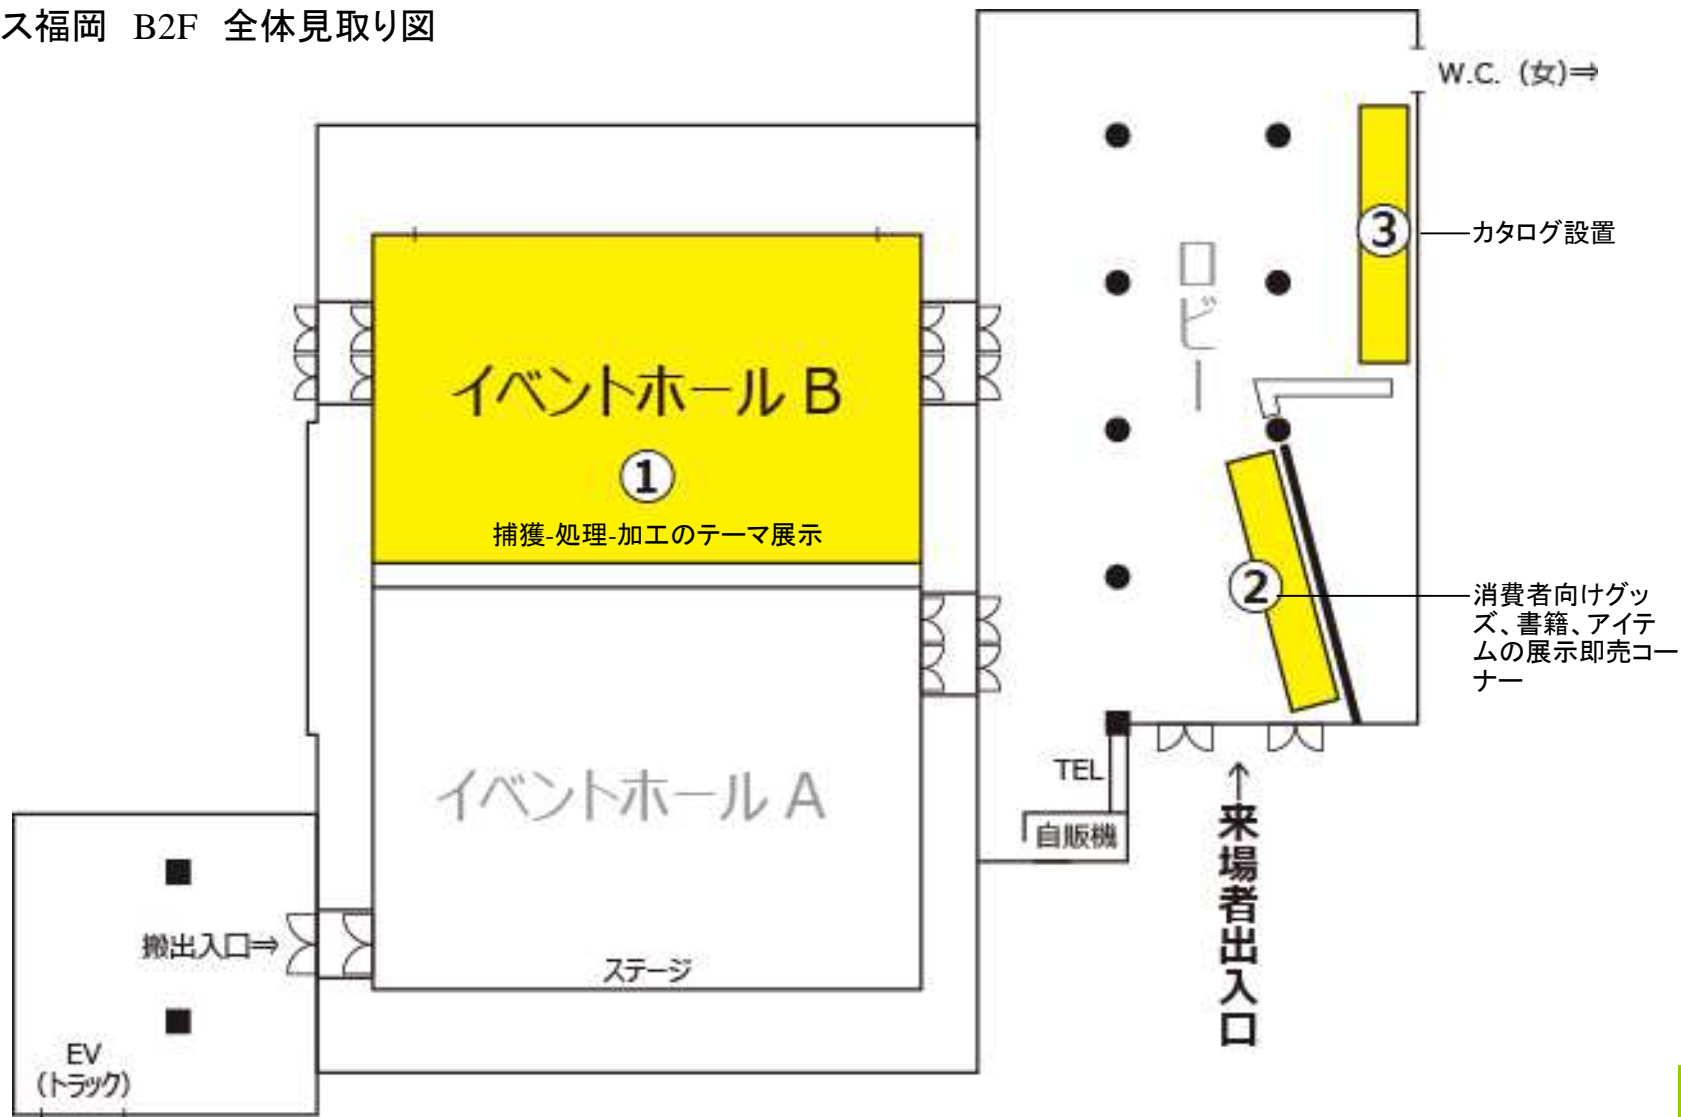 ス福岡 B2F 全体見取り図
W.C. (女)⇒
③
カタログ設置
ロビー
イベントホール B
①
捕獲-処理-加工のテーマ展示
②
消費者向けグッ
ズ、書籍、アイテ
ムの展示即売コー
ナー
イベントホール A
TEL
自販機
↑来場者出入口
搬出入口⇒
ステージ
EV
(トラック)